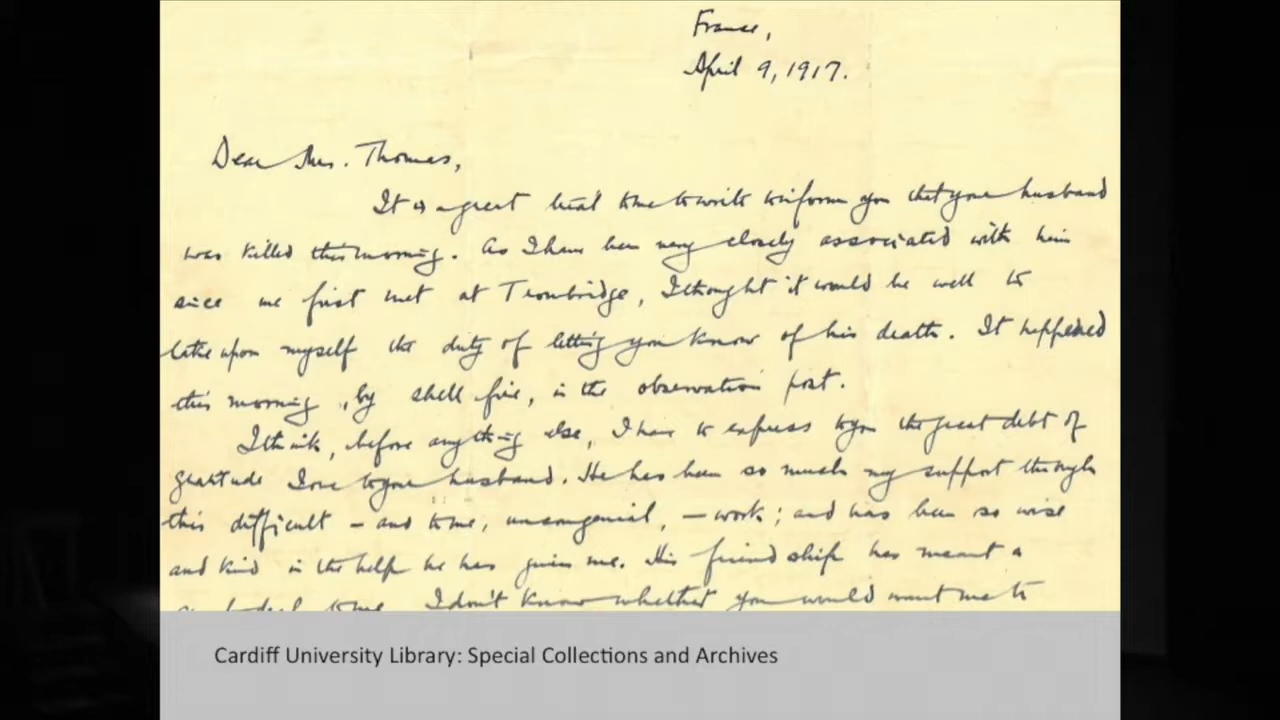 France,
April 9, 1917.
Dear Mrs. Thomas,
It is a great trial to me to write to inform you that your husband
was killed this morning. As I have been very closely associated with him
since we first met at Trowbridge, I thought it would be well to
take upon myself the duty of letting you know of his death. It happened
this morning, by shell fire, in the observation post.
I think, before anything else, I have to express to you the great debt of
gratitude I owe to your husband. He has been so much my support through
this difficult – and to me, uncongenial, – work; and has been so wise
and kind in the help he has given me. His friendship has meant a
deal to me. I don't know whether you would want me to
Cardiff University Library: Special Collections and Archives